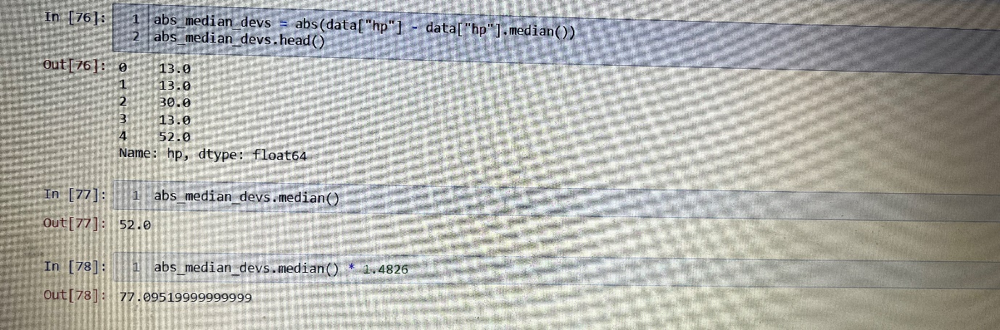 In [76]: 1 abs_median_devs = abs(data["hp"] - data["hp"].median())
2 abs_median_devs.head()
Out[76]: 0 13.0
1 13.0
2 30.0
3 13.0
4 52.0
Name: hp, dtype: float64
In [77]: 1 abs_median_devs.median()
Out[77]: 52.0
In [78]: 1 abs_median_devs.median() * 1.4826
Out[78]: 77.09519999999999